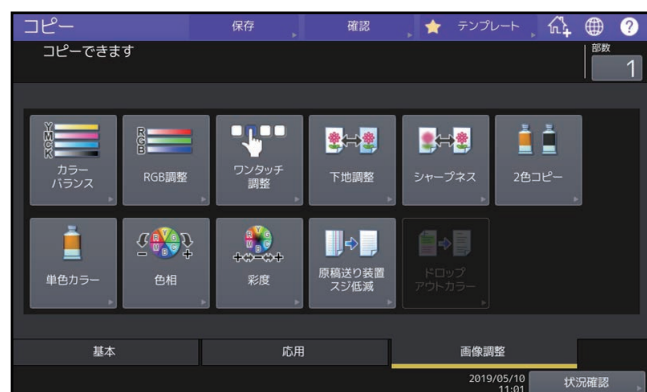 コピー
保存
確認
テンプレート
?
コピーできます
部数
1
YMCK
カラー
バランス
RGB
RGB調整
ワンタッチ
調整
下地調整
シャープネス
2色コピー
単色カラー
色相
彩度
原稿送り装置
スジ低減
ドロップ
アウトカラー
基本
応用
画像調整
2019/05/10
11:01
状況確認